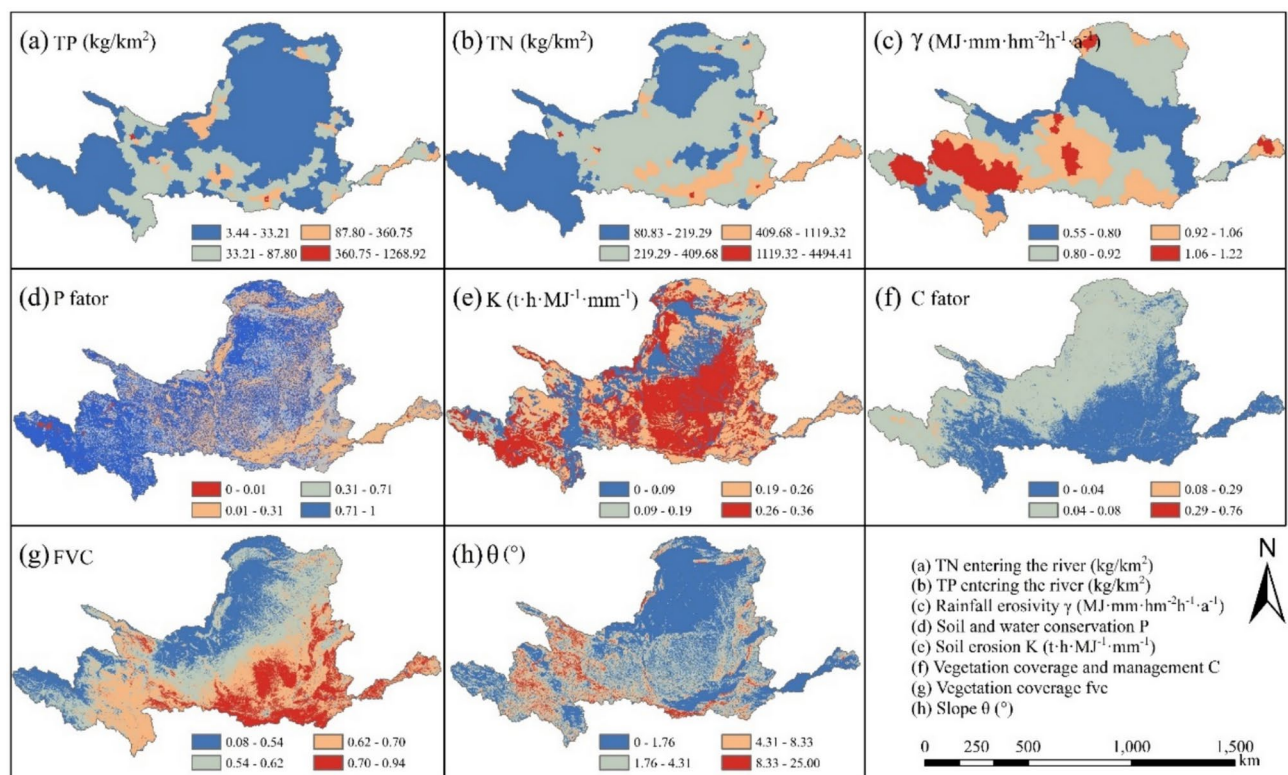 (a) TP (kg/km²)
3.44 - 33.21
87.80 - 360.75
33.21 - 87.80
360.75 - 1268.92
(b) TN (kg/km²)
80.83 - 219.29
409.68 - 1119.32
219.29 - 409.68
1119.32 - 4494.41
(c) γ (MJ·mm·hm⁻²h⁻¹·a⁻¹)
0.55 - 0.80
0.92 - 1.06
0.80 - 0.92
1.06 - 1.22
(d) P fator
0 - 0.01
0.31 - 0.71
0.01 - 0.31
0.71 - 1
(e) K (t·h·MJ⁻¹·mm⁻¹)
0 - 0.09
0.19 - 0.26
0.09 - 0.19
0.26 - 0.36
(f) C fator
0 - 0.04
0.08 - 0.29
0.04 - 0.08
0.29 - 0.76
(g) FVC
0.08 - 0.54
0.62 - 0.70
0.54 - 0.62
0.70 - 0.94
(h) θ (°)
0 - 1.76
4.31 - 8.33
1.76 - 4.31
8.33 - 25.00
N
(a) TN entering the river (kg/km²)
(b) TP entering the river (kg/km²)
(c) Rainfall erosivity γ (MJ·mm·hm⁻²h⁻¹·a⁻¹)
(d) Soil and water conservation P
(e) Soil erosion K (t·h·MJ⁻¹·mm⁻¹)
(f) Vegetation coverage and management C
(g) Vegetation coverage fvc
(h) Slope θ (°)
0 250 500 1,000 1,500
km